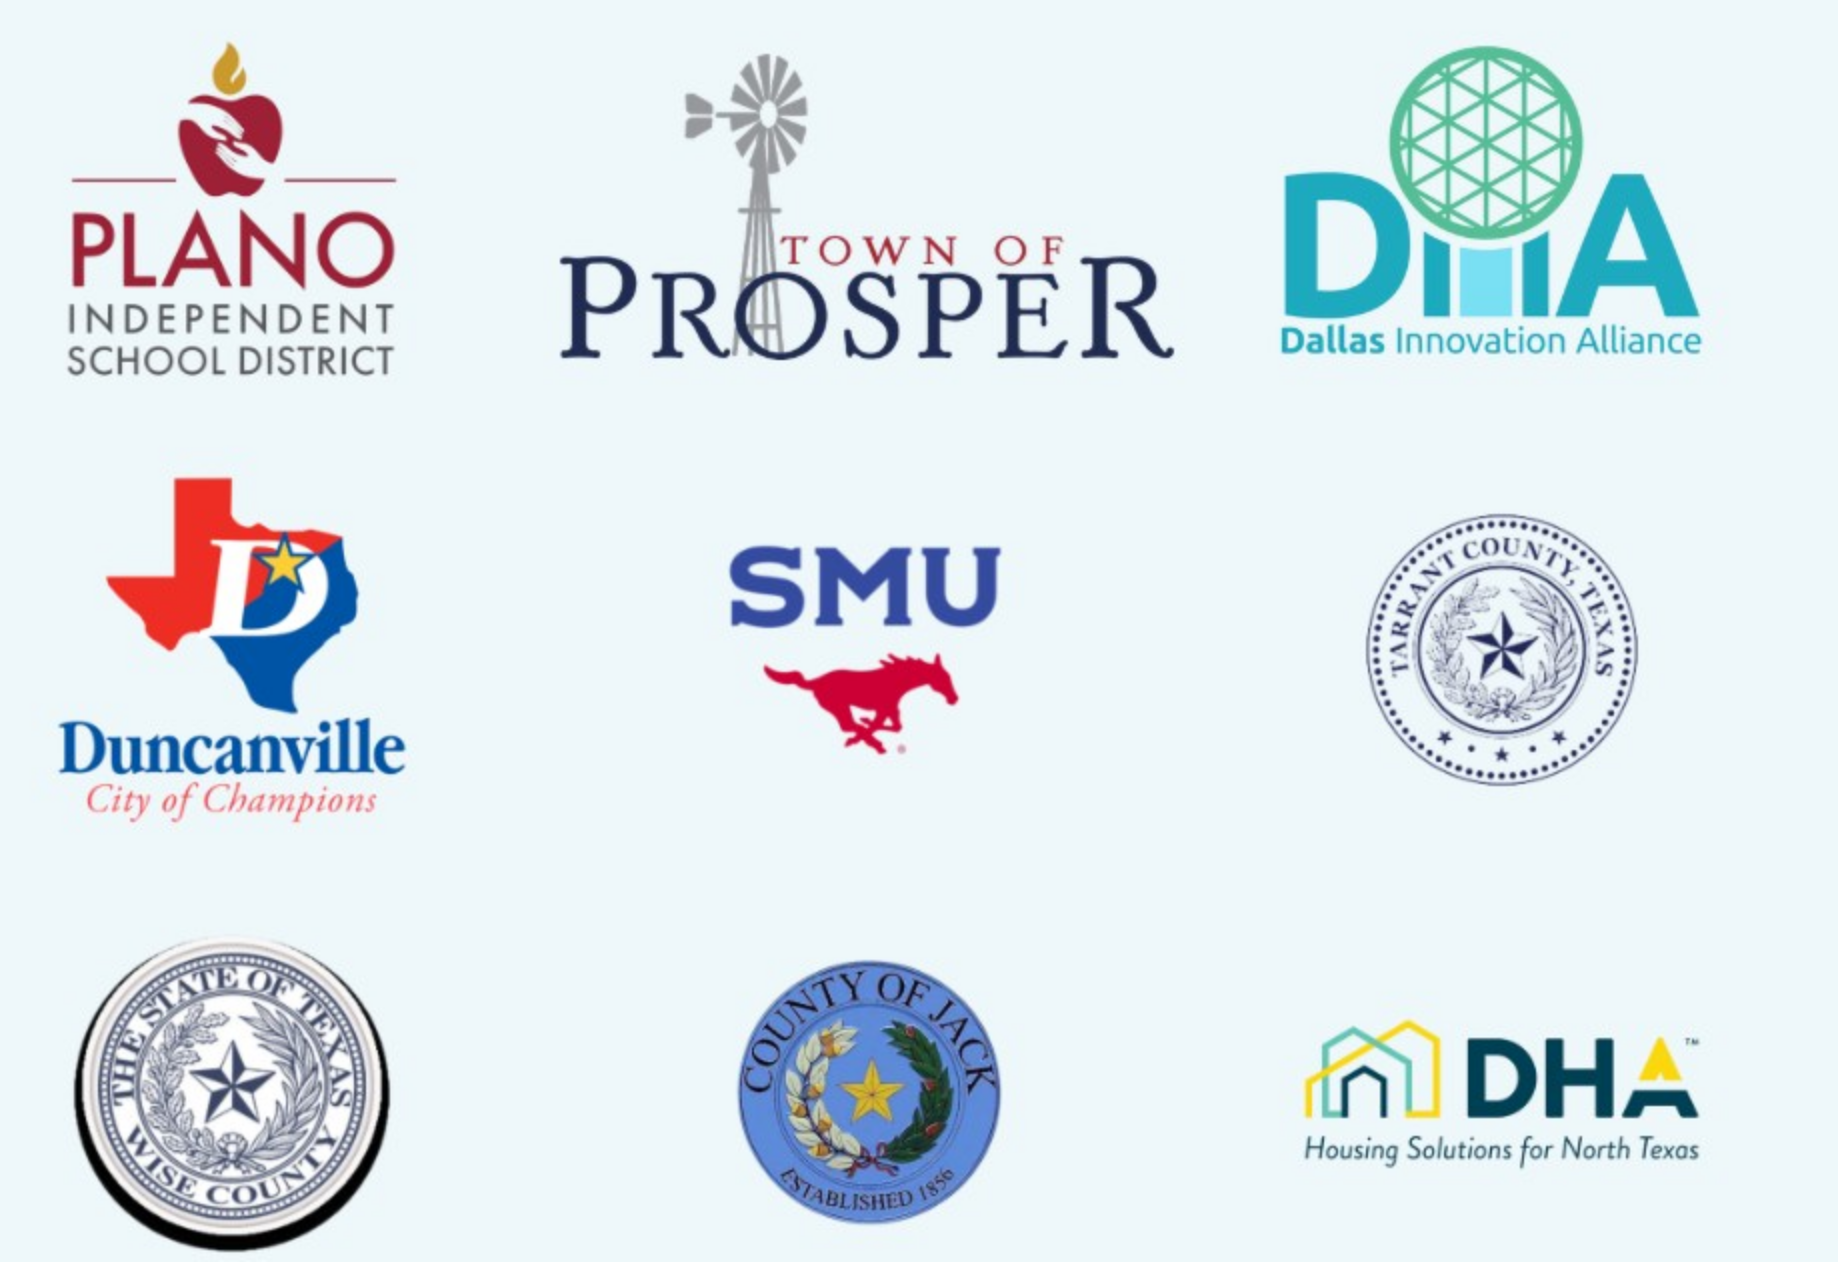 PLANO
INDEPENDENT
SCHOOL DISTRICT
TOWN OF
PROSPER
DIIA
Dallas Innovation Alliance
D
Duncanville
City of Champions
SMU
®
TARRANT COUNTY, TEXAS
THE STATE OF TEXAS
WISE COUNTY
COUNTY OF JACK
ESTABLISHED 1856
DHA™
Housing Solutions for North Texas